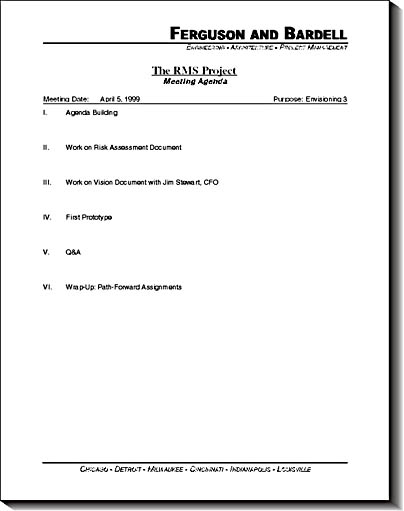 FERGUSON AND BARDELL
ENGINEERING • ARCHITECTURE • PROJECT MANAGEMENT
The RMS Project
Meeting Agenda
Meeting Date: April 5, 1999 Purpose: Envisioning 3
I. Agenda Building
II. Work on Risk Assessment Document
III. Work on Vision Document with Jim Stewart, CFO
IV. First Prototype
V. Q&A
VI. Wrap-Up: Path-Forward Assignments
CHICAGO • DETROIT • MILWAUKEE • CINCINNATI • INDIANAPOLIS • LOUISVILLE